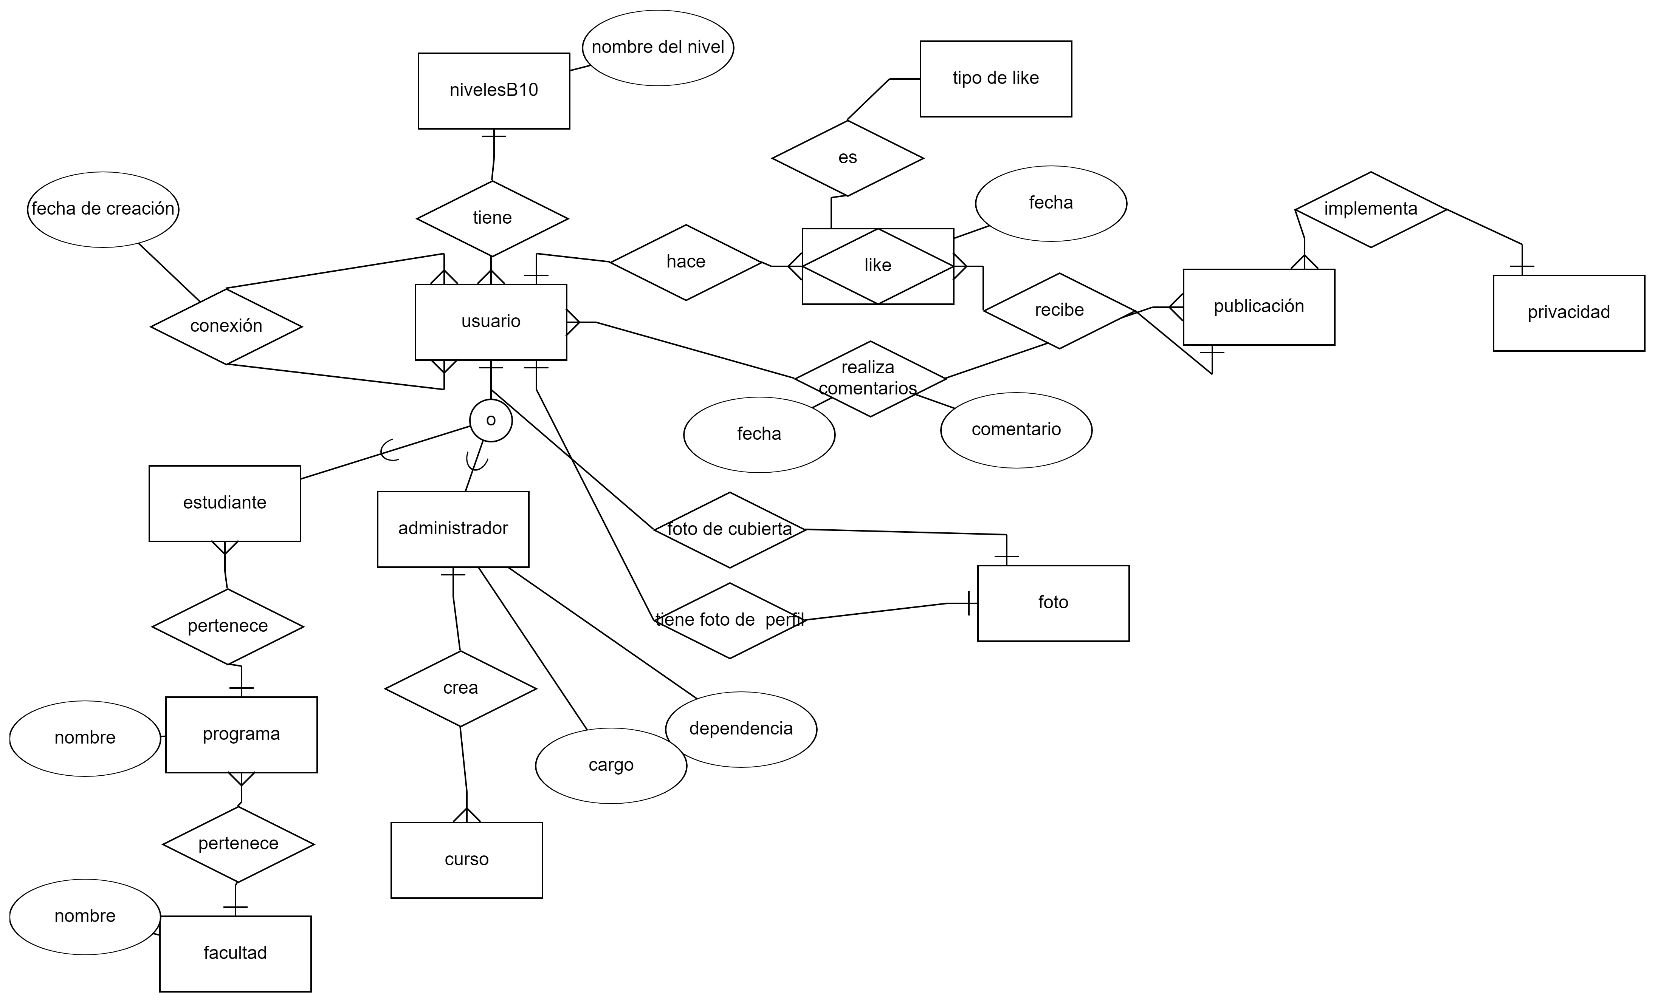 nombre del nivel
nivelesB10
tipo de like
es
fecha de creación
tiene
fecha
implementa
hace
like
conexión
usuario
recibe
publicación
privacidad
realiza
comentarios
fecha
comentario
o
estudiante
administrador
foto de cubierta
foto
tiene foto de perfil
pertenece
crea
nombre
programa
dependencia
cargo
pertenece
curso
nombre
facultad